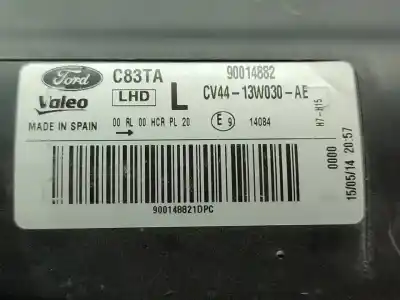 Ford
C83TA
90014882
Valeo
LHD
L
CV44-13W030-AE
MADE IN SPAIN
00 RL 00 HCR PL 20
E 9
14084
H7-H15
0000
15/05/14 20:57
900148821DPC